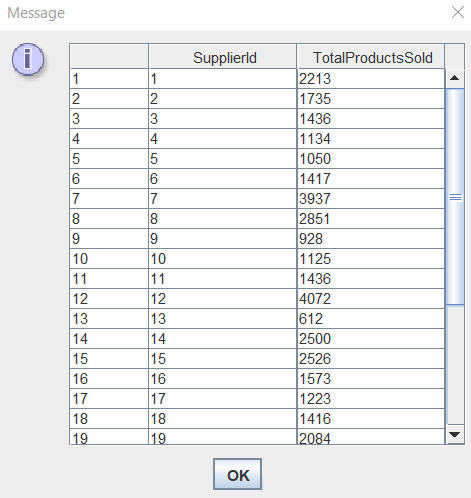 Message
SupplierId TotalProductsSold
1 1 2213
2 2 1735
3 3 1436
4 4 1134
5 5 1050
6 6 1417
7 7 3937
8 8 2851
9 9 928
10 10 1125
11 11 1436
12 12 4072
13 13 612
14 14 2500
15 15 2526
16 16 1573
17 17 1223
18 18 1416
19 19 2084
OK